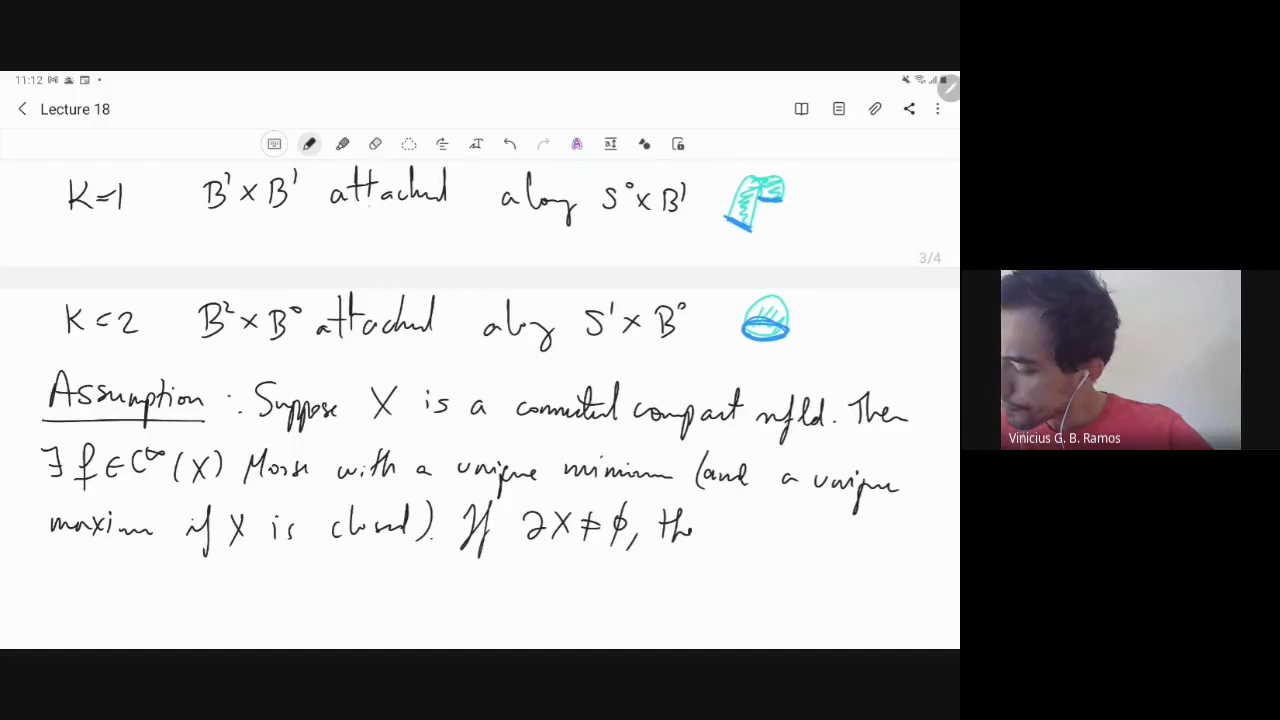 11:12
Lecture 18
K=1 B¹ × B¹ attached along S⁰ × B¹
3/4
K=2 B² × B⁰ attached along S¹ × B⁰
Assumption: Suppose X is a connected compact mfld. Then
∃ f ∈ C^∞(X) Morse with a unique minimum (and a unique
maximum if X is closed). If ∂X ≠ ∅, the
Vinicius G. B. Ramos